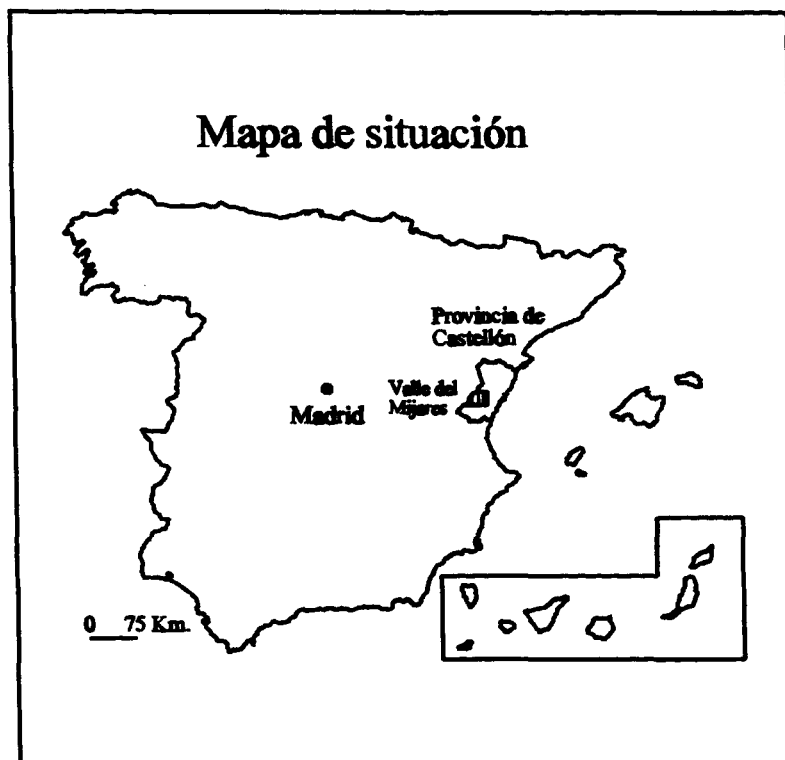 Mapa de situación
Provincia de
Castellón
Valle del
Mijares
Madrid
0 75 Km.